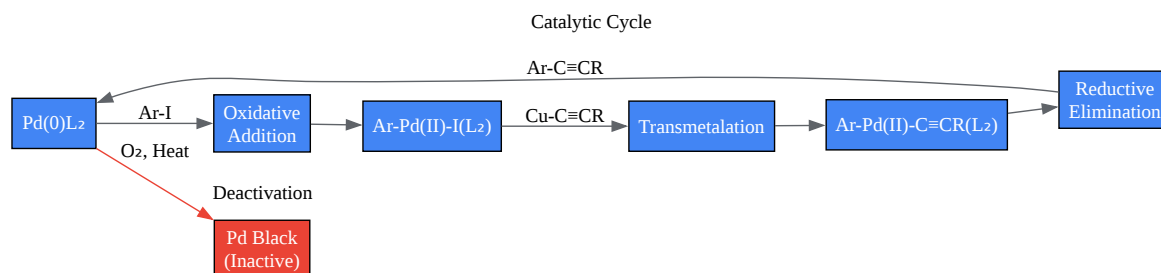 Catalytic Cycle
Ar-C≡CR
Pd(0)L₂
Ar-I
Oxidative
Addition
Ar-Pd(II)-I(L₂)
Cu-C≡CR
Transmetalation
Ar-Pd(II)-C≡CR(L₂)
Reductive
Elimination
O₂, Heat
Deactivation
Pd Black
(Inactive)